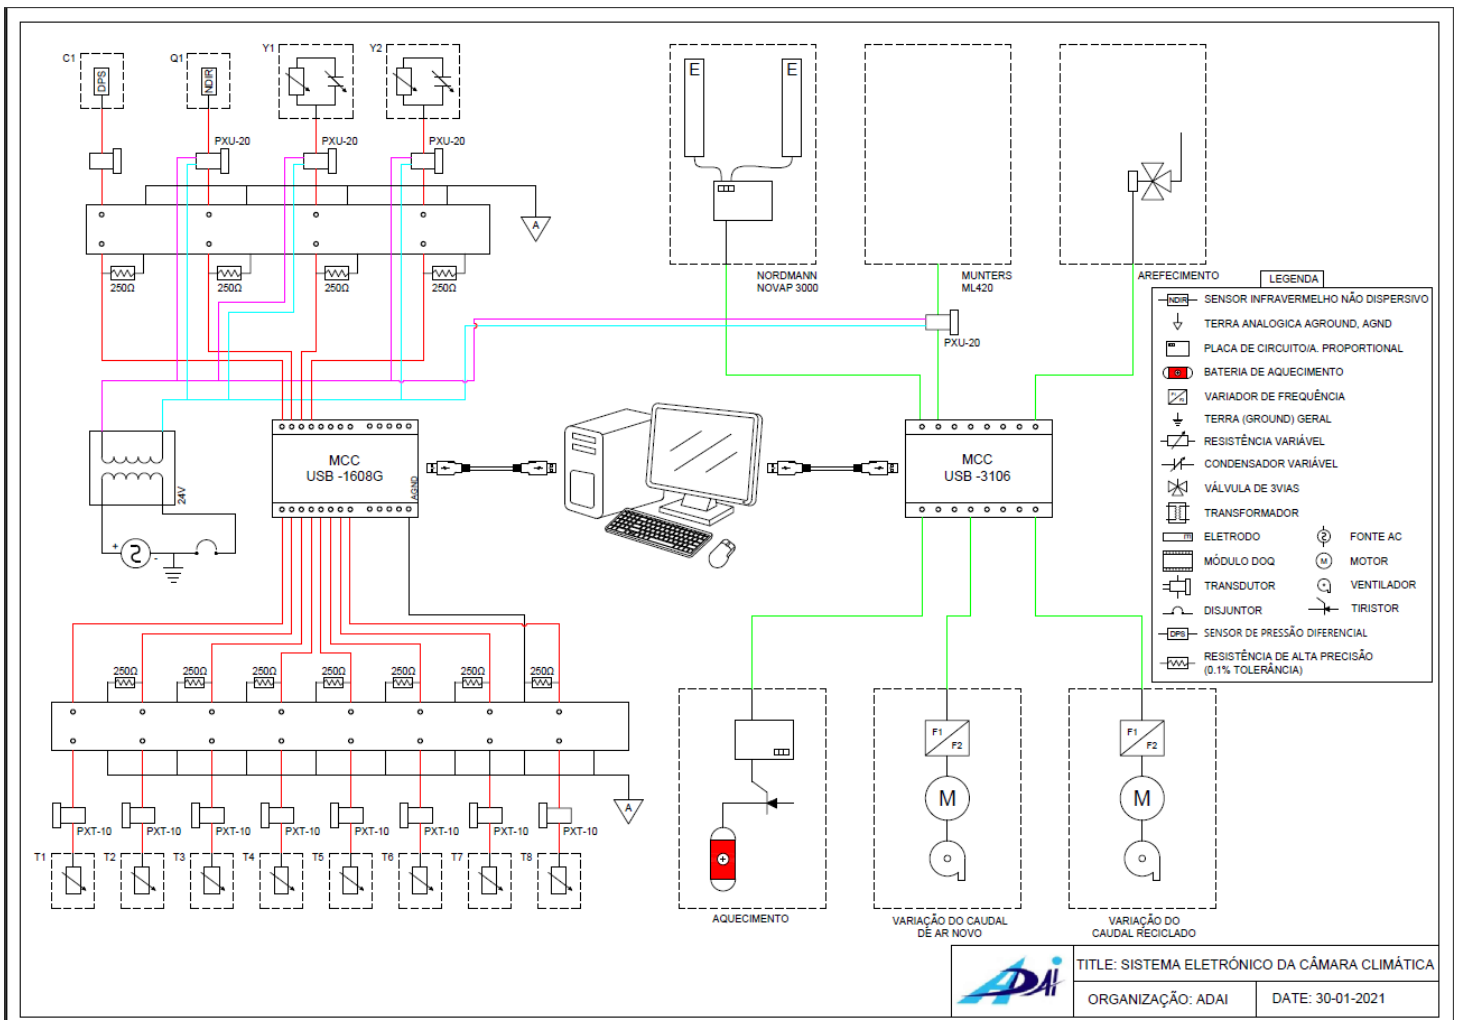 C1
DPS
Q1
NDIR
Y1
Y2
PXU-20
PXU-20
PXU-20
A
250Ω
250Ω
250Ω
250Ω
E
E
NORDMANN
NOVAP 3000
MUNTERS
ML420
AREFECIMENTO
PXU-20
24V
+
-
MCC
USB -1608G
AGND
MCC
USB -3106
250Ω
250Ω
250Ω
250Ω
250Ω
250Ω
250Ω
A
PXT-10
PXT-10
PXT-10
PXT-10
PXT-10
PXT-10
PXT-10
PXT-10
T1
T2
T3
T4
T5
T6
T7
T8
AQUECIMENTO
F1
F2
M
VARIAÇÃO DO CAUDAL
DE AR NOVO
F1
F2
M
VARIAÇÃO DO
CAUDAL RECICLADO
LEGENDA
NDIR SENSOR INFRAVERMELHO NÃO DISPERSIVO
TERRA ANALOGICA AGROUND, AGND
PLACA DE CIRCUITO/A. PROPORTIONAL
BATERIA DE AQUECIMENTO
VARIADOR DE FREQUÊNCIA
TERRA (GROUND) GERAL
RESISTÊNCIA VARIÁVEL
CONDENSADOR VARIÁVEL
VÁLVULA DE 3VIAS
TRANSFORMADOR
E ELETRODO
FONTE AC
MÓDULO DOQ
M MOTOR
TRANSDUTOR
VENTILADOR
DISJUNTOR
TIRISTOR
DPS SENSOR DE PRESSÃO DIFERENCIAL
RESISTÊNCIA DE ALTA PRECISÃO
(0.1% TOLERÂNCIA)
ADAI
TITLE: SISTEMA ELETRÓNICO DA CÂMARA CLIMÁTICA
ORGANIZAÇÃO: ADAI
DATE: 30-01-2021